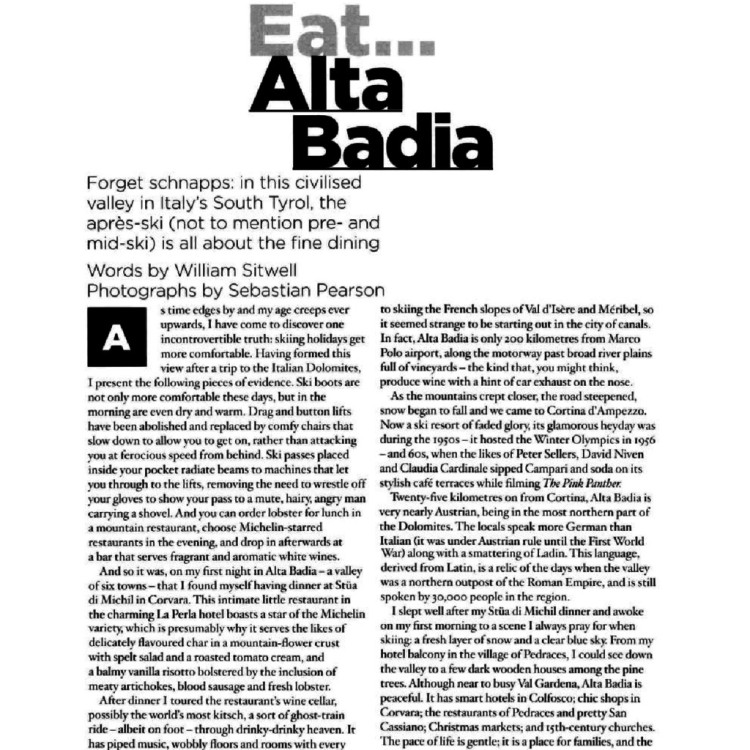 Eat...
Alta
Badia
Forget schnapps: in this civilised
valley in Italy's South Tyrol, the
après-ski (not to mention pre- and
mid-ski) is all about the fine dining
Words by William Sitwell
Photographs by Sebastian Pearson
As time edges by and my age creeps ever
upwards, I have come to discover one
incontrovertible truth: skiing holidays get
more comfortable. Having formed this
view after a trip to the Italian Dolomites,
I present the following pieces of evidence. Ski boots are
not only more comfortable these days, but in the
morning are even dry and warm. Drag and button lifts
have been abolished and replaced by comfy chairs that
slow down to allow you to get on, rather than attacking
you at ferocious speed from behind. Ski passes placed
inside your pocket radiate beams to machines that let
you through to the lifts, removing the need to wrestle off
your gloves to show your pass to a mute, hairy, angry man
carrying a shovel. And you can order lobster for lunch in
a mountain restaurant, choose Michelin-starred
restaurants in the evening, and drop in afterwards at
a bar that serves fragrant and aromatic white wines.
And so it was, on my first night in Alta Badia – a valley
of six towns – that I found myself having dinner at Stüa
di Michil in Corvara. This intimate little restaurant in
the charming La Perla hotel boasts a star of the Michelin
variety, which is presumably why it serves the likes of
delicately flavoured char in a mountain-flower crust
with spelt salad and a roasted tomato cream, and
a balmy vanilla risotto bolstered by the inclusion of
meaty artichokes, blood sausage and fresh lobster.
After dinner I toured the restaurant's wine cellar,
possibly the world's most kitsch, a sort of ghost-train
ride – albeit on foot – through drinky-drinky heaven. It
has piped music, wobbly floors and rooms with every
to skiing the French slopes of Val d'Isère and Méribel, so
it seemed strange to be starting out in the city of canals.
In fact, Alta Badia is only 200 kilometres from Marco
Polo airport, along the motorway past broad river plains
full of vineyards – the kind that, you might think,
produce wine with a hint of car exhaust on the nose.
As the mountains crept closer, the road steepened,
snow began to fall and we came to Cortina d'Ampezzo.
Now a ski resort of faded glory, its glamorous heyday was
during the 1950s – it hosted the Winter Olympics in 1956
– and 60s, when the likes of Peter Sellers, David Niven
and Claudia Cardinale sipped Campari and soda on its
stylish café terraces while filming The Pink Panther.
Twenty-five kilometres on from Cortina, Alta Badia is
very nearly Austrian, being in the most northern part of
the Dolomites. The locals speak more German than
Italian (it was under Austrian rule until the First World
War) along with a smattering of Ladin. This language,
derived from Latin, is a relic of the days when the valley
was a northern outpost of the Roman Empire, and is still
spoken by 30,000 people in the region.
I slept well after my Stüa di Michil dinner and awoke
on my first morning to a scene I always pray for when
skiing: a fresh layer of snow and a clear blue sky. From my
hotel balcony in the village of Pedraces, I could see down
the valley to a few dark wooden houses among the pine
trees. Although near to busy Val Gardena, Alta Badia is
peaceful. It has smart hotels in Colfosco; chic shops in
Corvara; the restaurants of Pedraces and pretty San
Cassiano; Christmas markets; and 15th-century churches.
The pace of life is gentle; it is a place for families, and the